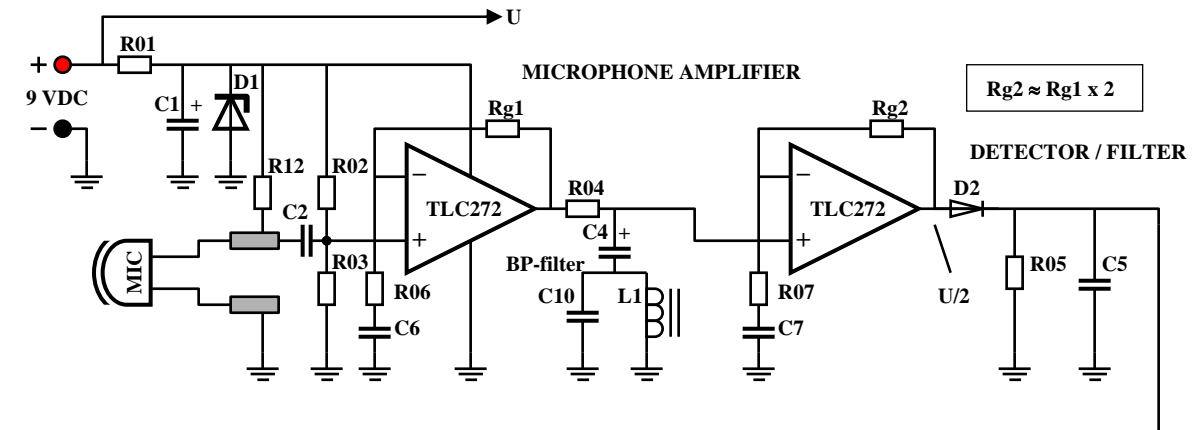 U
R01
+
9 VDC
−
C1 +
D1
MICROPHONE AMPLIFIER
Rg1
Rg2
Rg2 ≈ Rg1 x 2
DETECTOR / FILTER
R12
R02
−
TLC272
+
R04
−
TLC272
+
D2
C2
C4 +
MIC
R03
BP-filter
R06
C10
L1
R07
U/2
R05
C5
C6
C7